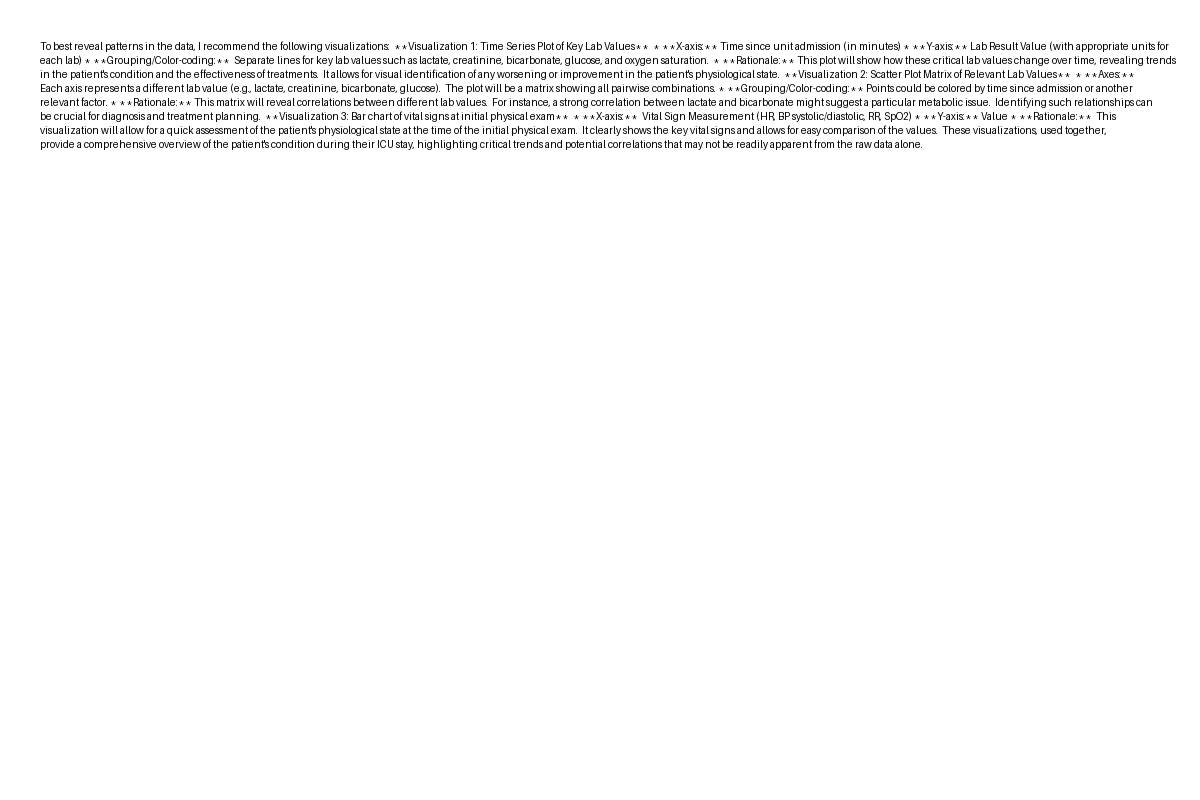 To best reveal patterns in the data, I recommend the following visualizations:  **Visualization 1: Time Series Plot of Key Lab Values**  * **X-axis:** Time since unit admission (in minutes) * **Y-axis:** Lab Result Value (with appropriate units for
each lab) * **Grouping/Color-coding:**  Separate lines for key lab values such as lactate, creatinine, bicarbonate, glucose, and oxygen saturation.  * **Rationale:** This plot will show how these critical lab values change over time, revealing trends
in the patient's condition and the effectiveness of treatments.  It allows for visual identification of any worsening or improvement in the patient's physiological state.  **Visualization 2: Scatter Plot Matrix of Relevant Lab Values**  * **Axes:**
Each axis represents a different lab value (e.g., lactate, creatinine, bicarbonate, glucose).  The plot will be a matrix showing all pairwise combinations. * **Grouping/Color-coding:** Points could be colored by time since admission or another
relevant factor. * **Rationale:** This matrix will reveal correlations between different lab values.  For instance, a strong correlation between lactate and bicarbonate might suggest a particular metabolic issue.  Identifying such relationships can
be crucial for diagnosis and treatment planning.  **Visualization 3: Bar chart of vital signs at initial physical exam**  * **X-axis:**  Vital Sign Measurement (HR, BP systolic/diastolic, RR, SpO2) * **Y-axis:** Value * **Rationale:**  This
visualization will allow for a quick assessment of the patient's physiological state at the time of the initial physical exam.  It clearly shows the key vital signs and allows for easy comparison of the values.  These visualizations, used together,
provide a comprehensive overview of the patient's condition during their ICU stay, highlighting critical trends and potential correlations that may not be readily apparent from the raw data alone.